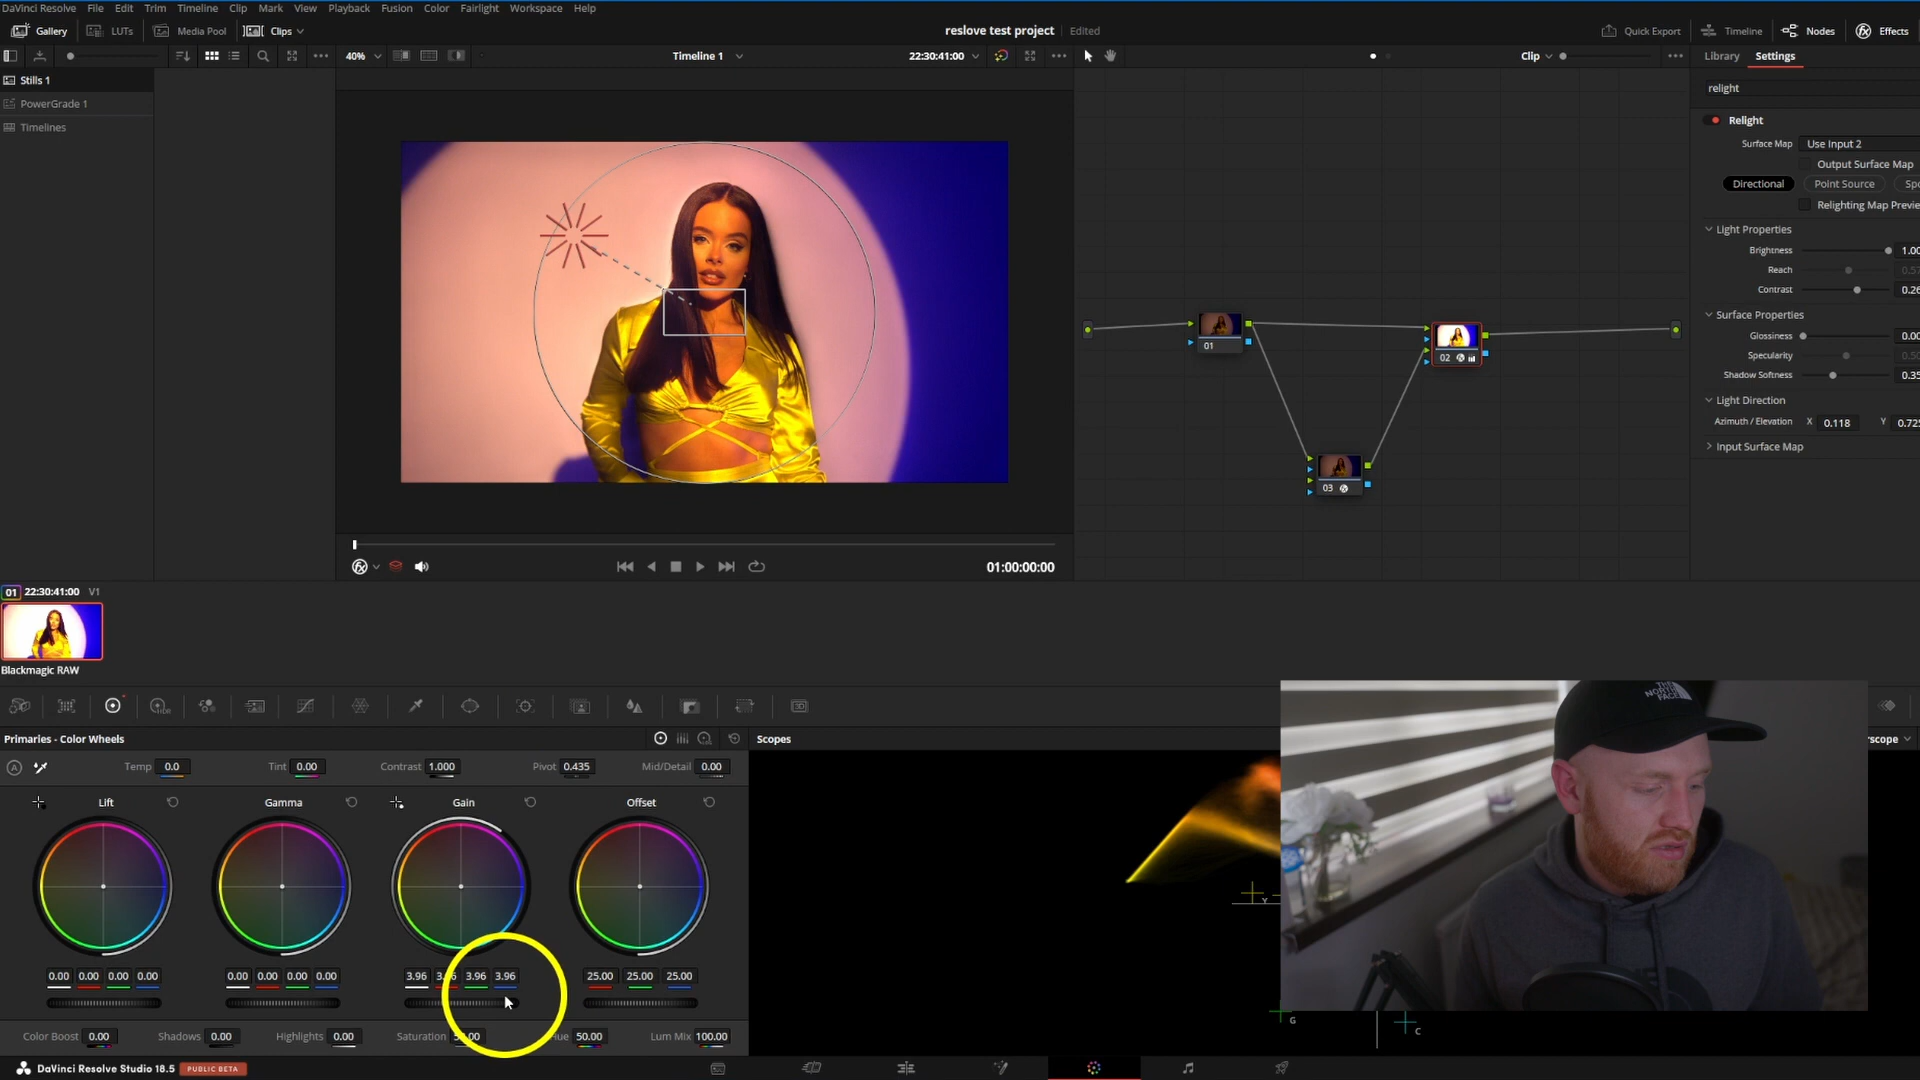 DaVinci Resolve File Edit Trim Timeline Clip Mark View Playback Fusion Color Fairlight Workspace Help
Gallery LUTs Media Pool Clips reslove test project Edited Quick Export Timeline Nodes Effects
40% Timeline 1 22:30:41:00 Clip Library Settings
Stills 1
PowerGrade 1
Timelines
relight
Relight
Surface Map Use Input 2
Output Surface Map
Directional Point Source
Relighting Map Preview
Light Properties
Brightness 1.00
Reach
Contrast 0.26
Surface Properties
Glossiness 0.00
Specularity
Shadow Softness 0.35
Light Direction
Azimuth / Elevation X 0.118 Y 0.725
Input Surface Map
01
02
03
01:00:00:00
01 22:30:41:00 V1
Blackmagic RAW
HDR
THE NORTH FACE
Primaries - Color Wheels Scopes rscope
A Temp 0.0 Tint 0.00 Contrast 1.000 Pivot 0.435 Mid/Detail 0.00
Lift Gamma Gain Offset
0.00 0.00 0.00 0.00 0.00 0.00 0.00 0.00 3.96 3.96 3.96 25.00 25.00 25.00
Color Boost 0.00 Shadows 0.00 Highlights 0.00 Saturation Hue 50.00 Lum Mix 100.00
Y
G
C
DaVinci Resolve Studio 18.5 PUBLIC BETA